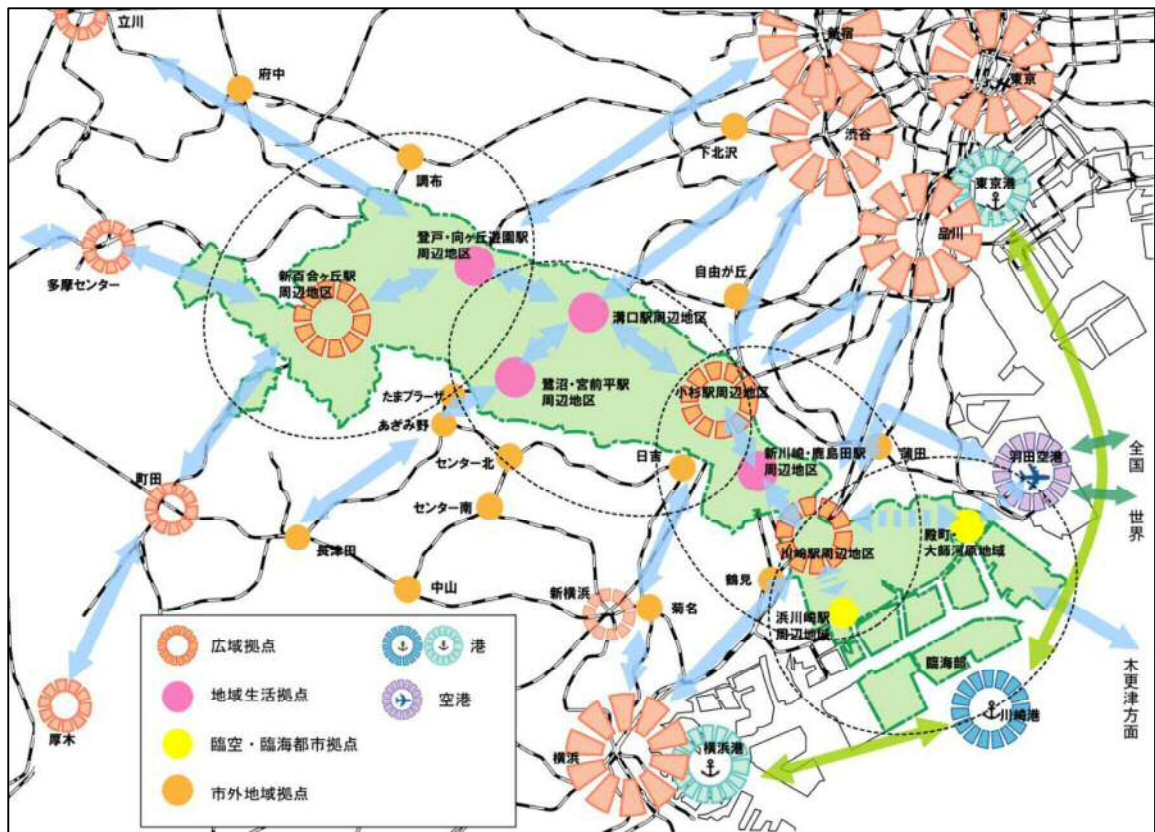 立川
新宿
東京
府中
渋谷
下北沢
調布
東京港
品川
登戸・向ヶ丘遊園駅
周辺地区
多摩センター
新百合ヶ丘駅
周辺地区
自由が丘
溝口駅周辺地区
鷺沼・宮前平駅
周辺地区
たまプラーザ
小杉駅周辺地区
あざみ野
センター北
日吉
新川崎・鹿島田駅
周辺地区
蒲田
羽田空港
全国
世界
町田
センター南
長津田
川崎駅周辺地区
殿町・
大師河原地域
中山
新横浜
菊名
鶴見
浜川崎駅
周辺地域
臨海部
木更津方面
川崎港
厚木
横浜
横浜港
広域拠点
港
地域生活拠点
空港
臨空・臨海都市拠点
市外地域拠点